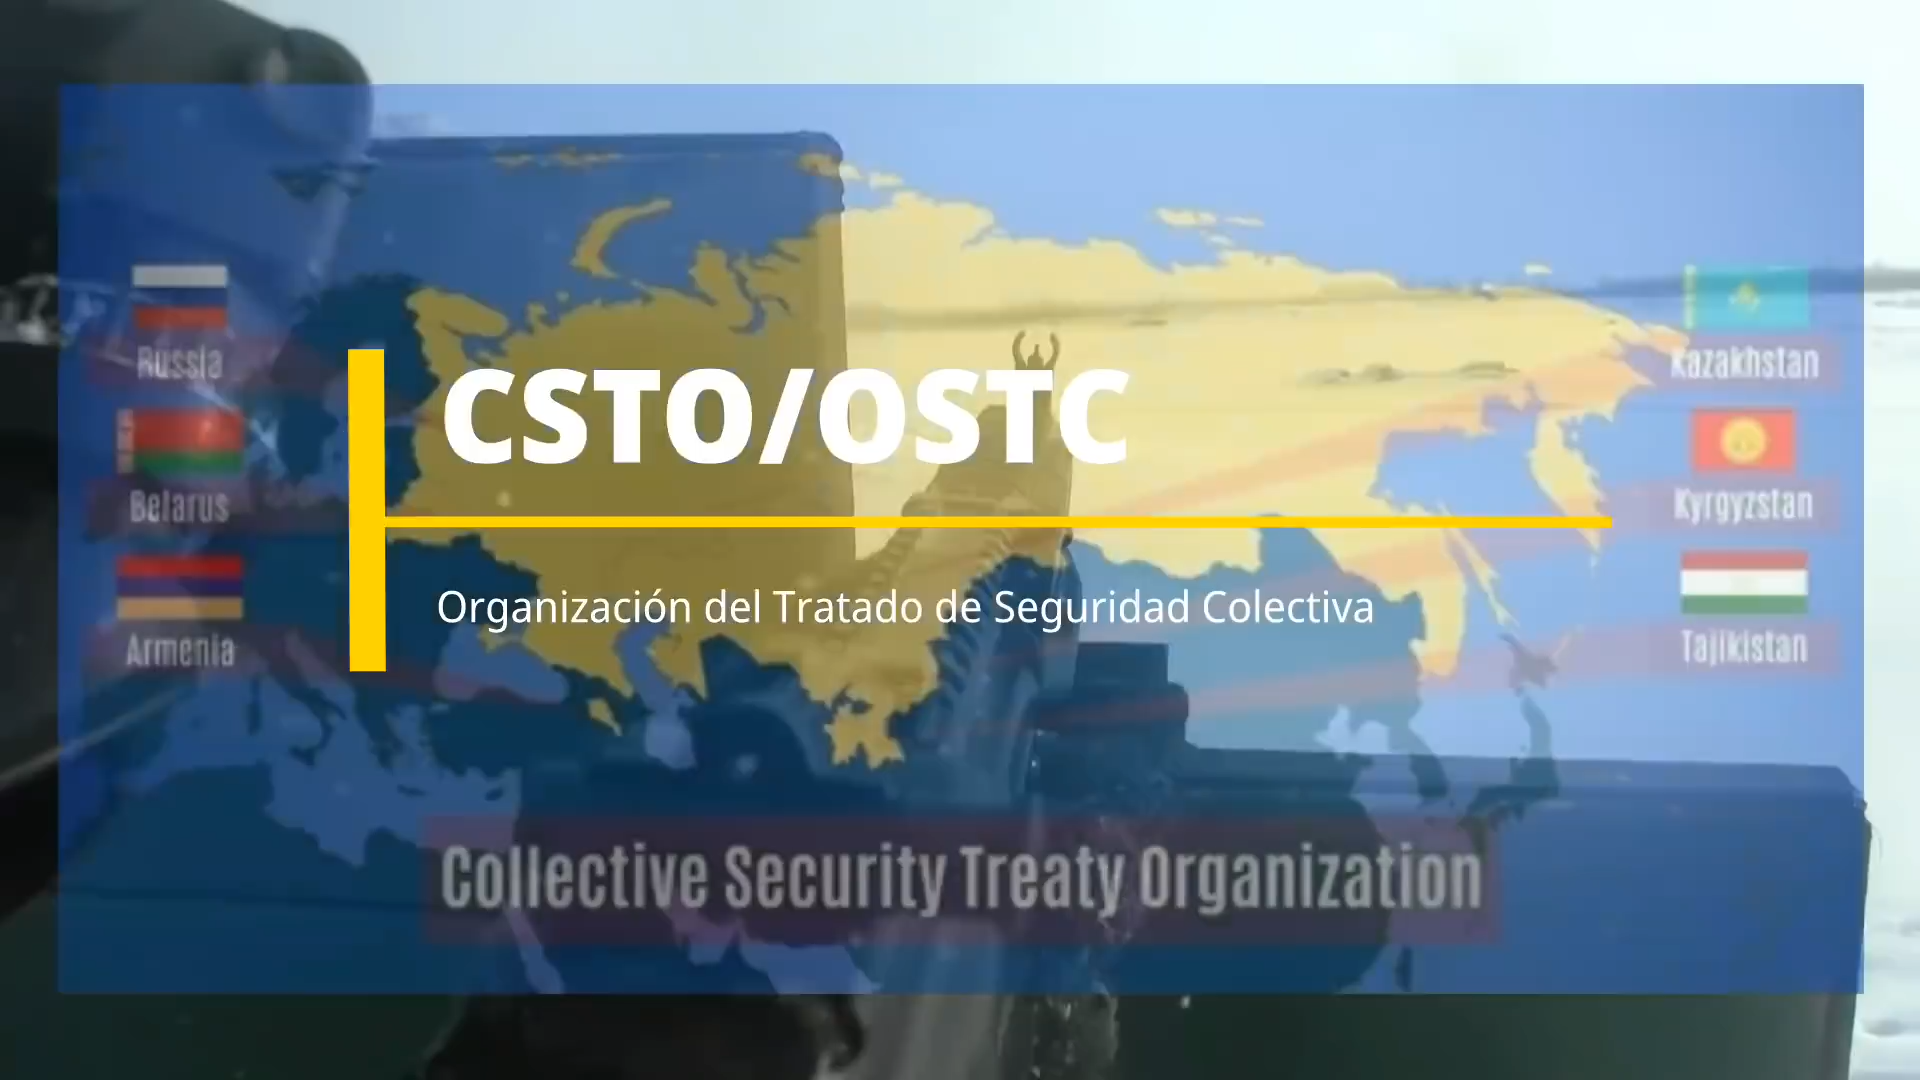 CSTO/OSTC
Organización del Tratado de Seguridad Colectiva
Russia
Belarus
Armenia
Kazakhstan
Kyrgyzstan
Tajikistan
Collective Security Treaty Organization